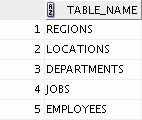 TABLE_NAME
1 REGIONS
2 LOCATIONS
3 DEPARTMENTS
4 JOBS
5 EMPLOYEES